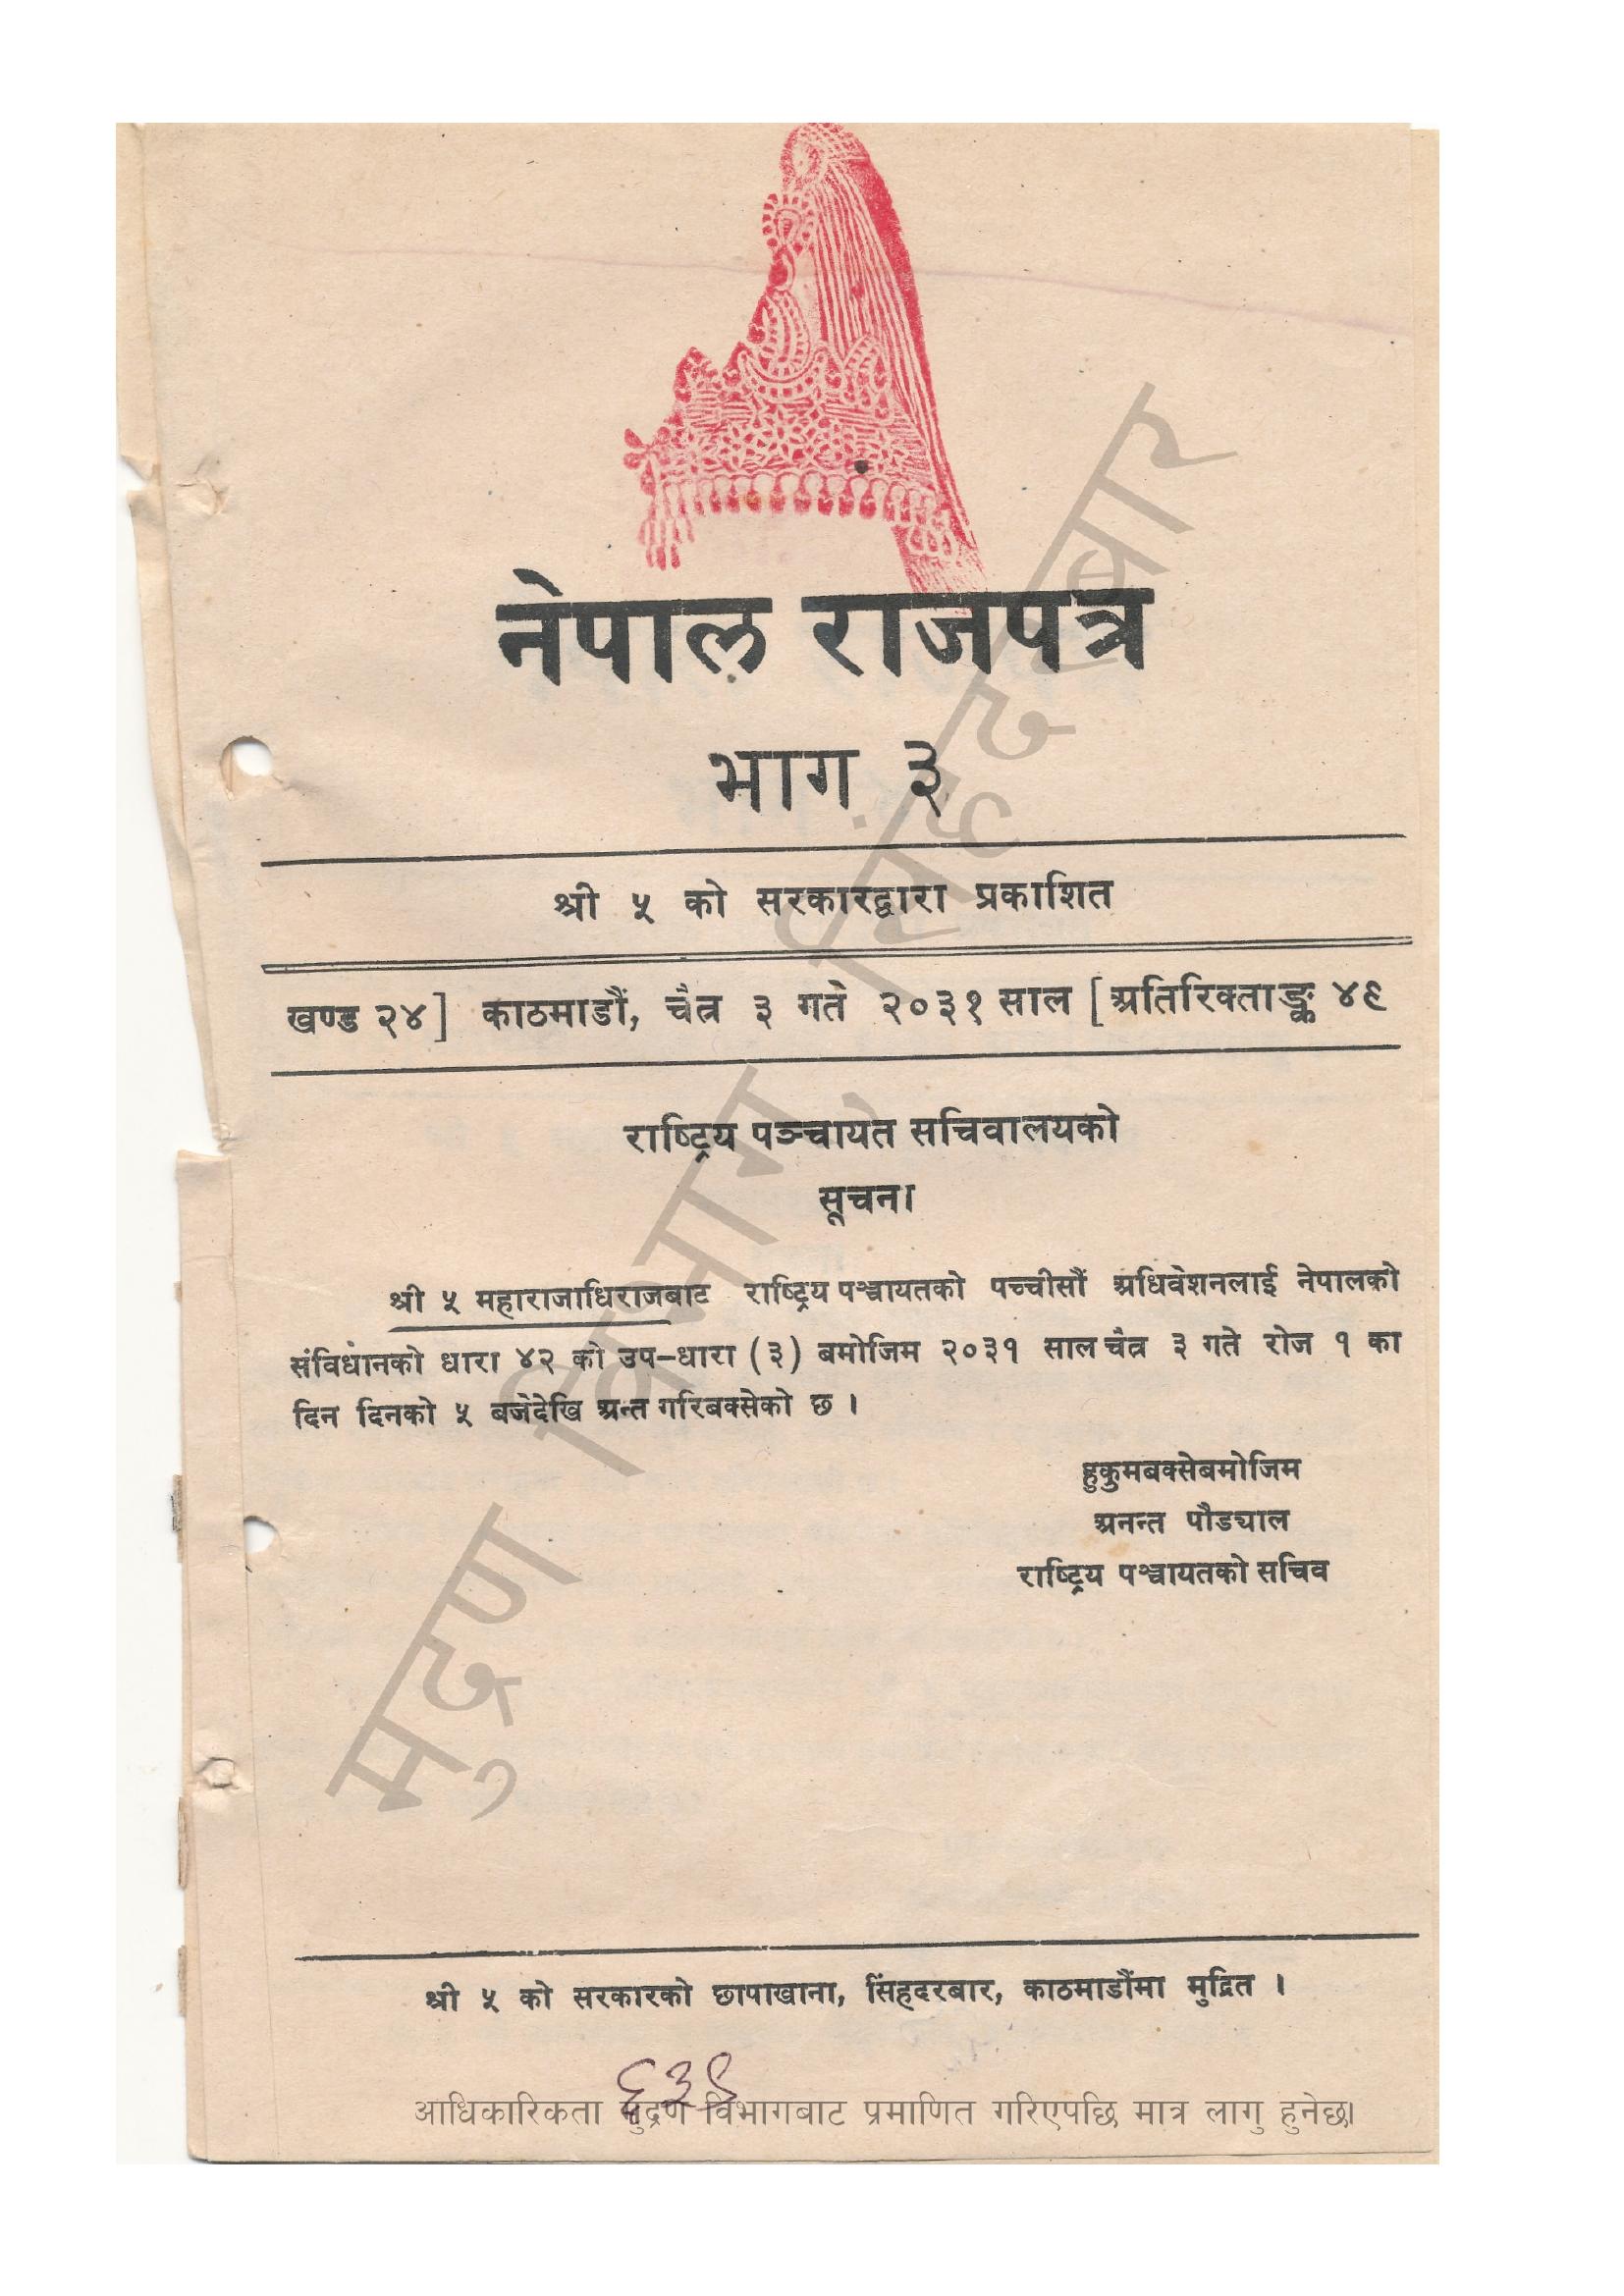 नेपाल राजपत्र
भाग ३
श्री ५ को सरकारद्वारा प्रकाशित
खण्ड २४] काठमाडौं, चैत्र ३ गते २०३१ साल [अतिरिक्ताङ्क ४९
राष्ट्रिय पञ्चायत सचिवालयको
सूचना
श्री ५ महाराजाधिराजबाट राष्ट्रिय पञ्चायतको पच्चीसौं अधिवेशनलाई नेपालको
संविधानको धारा ४२ को उप-धारा (३) बमोजिम २०३१ साल चैत्र ३ गते रोज १ का
दिन दिनको ५ बजेदेखि अन्त गरिबक्सेको छ ।
हुकुमबक्सेबमोजिम
अनन्त पौड्याल
राष्ट्रिय पञ्चायतको सचिव
श्री ५ को सरकारको छापाखाना, सिंहदरबार, काठमाडौंमा मुद्रित ।
६३९
आधिकारिकता मुद्रण विभागबाट प्रमाणित गरिएपछि मात्र लागु हुनेछ।
मुद्रण विभाग, सिंहदरबार